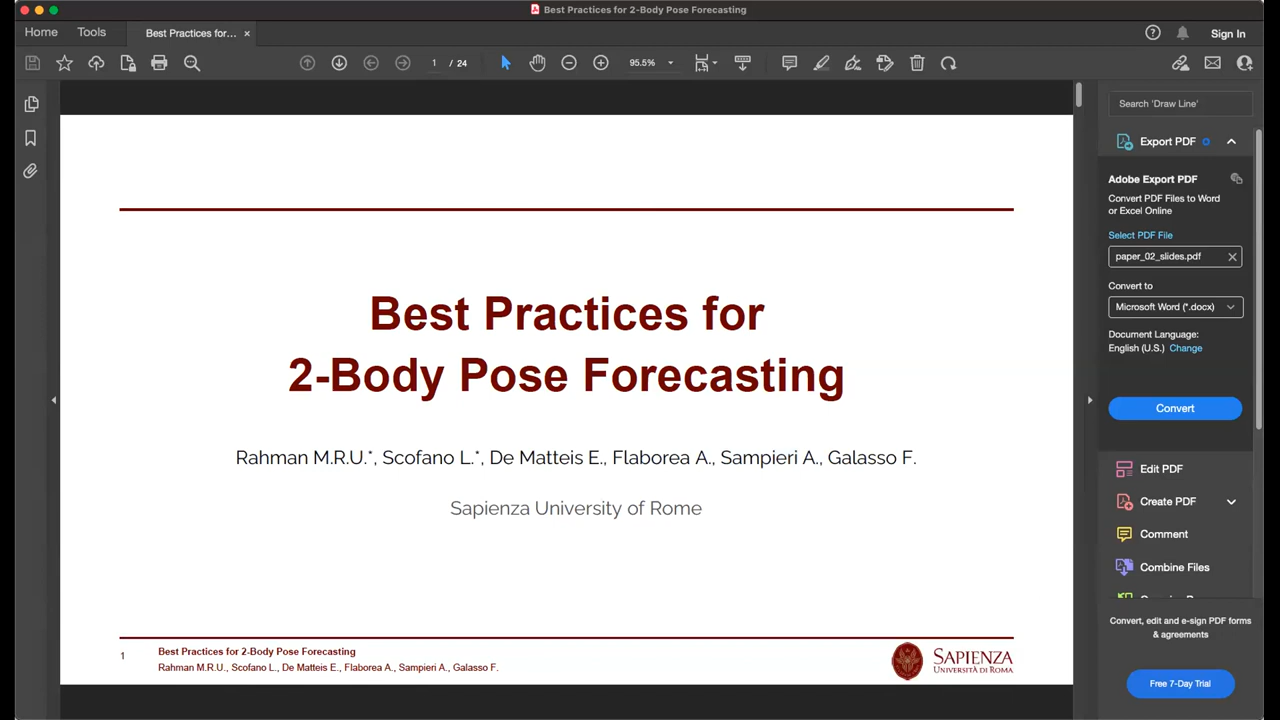 Best Practices for 2-Body Pose Forecasting
Home
Tools
Best Practices for...
Sign In
1 / 24
95.5%
Search 'Draw Line'
Export PDF
Adobe Export PDF
Convert PDF Files to Word
or Excel Online
Select PDF File
paper_02_slides.pdf
Convert to
Microsoft Word (*.docx)
Document Language:
English (U.S.) Change
Convert
Edit PDF
Create PDF
Comment
Combine Files
Convert, edit and e-sign PDF forms
& agreements
Free 7-Day Trial
Best Practices for
2-Body Pose Forecasting
Rahman M.R.U.*, Scofano L.*, De Matteis E., Flaborea A., Sampieri A., Galasso F.
Sapienza University of Rome
1
Best Practices for 2-Body Pose Forecasting
Rahman M.R.U., Scofano L., De Matteis E., Flaborea A., Sampieri A., Galasso F.
SAPIENZA
UNIVERSITÀ DI ROMA